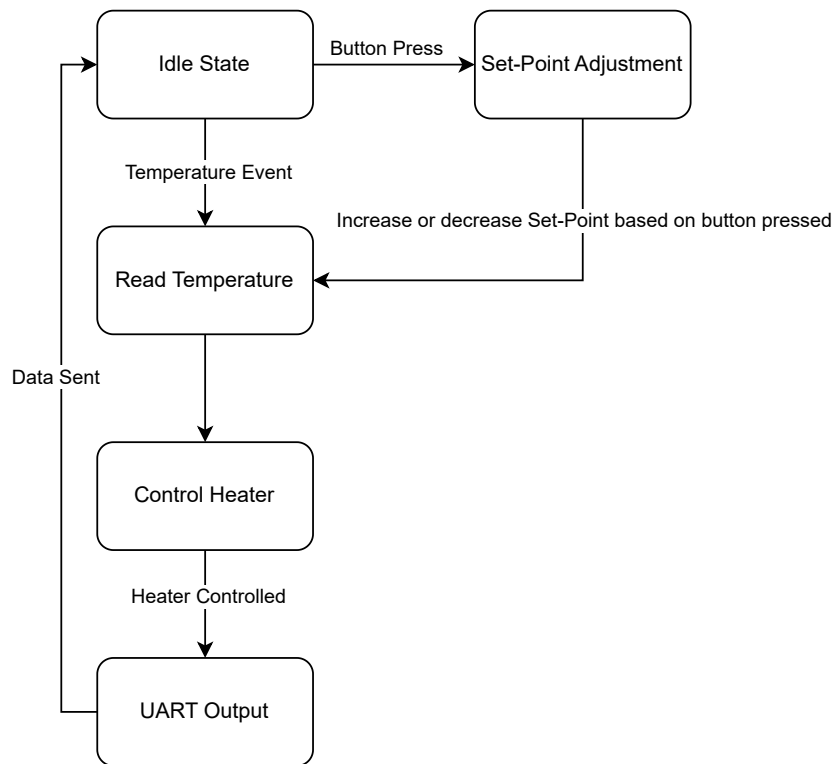 Idle State
Button Press
Set-Point Adjustment
Temperature Event
Increase or decrease Set-Point based on button pressed
Read Temperature
Data Sent
Control Heater
Heater Controlled
UART Output